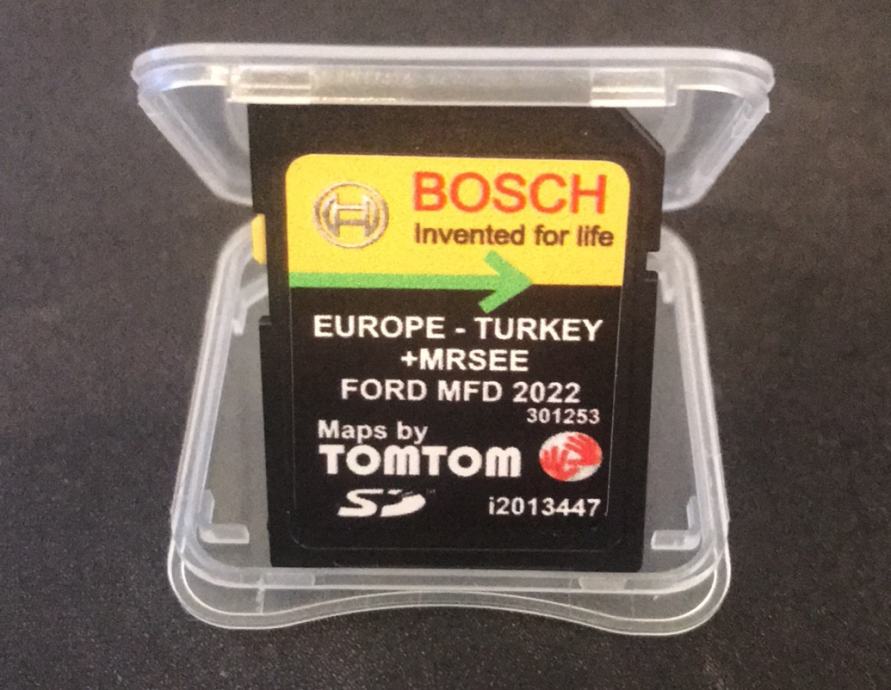 BOSCH
Invented for life
EUROPE - TURKEY
+MRSEE
FORD MFD 2022
301253
Maps by
TOMTOM
SD
i2013447